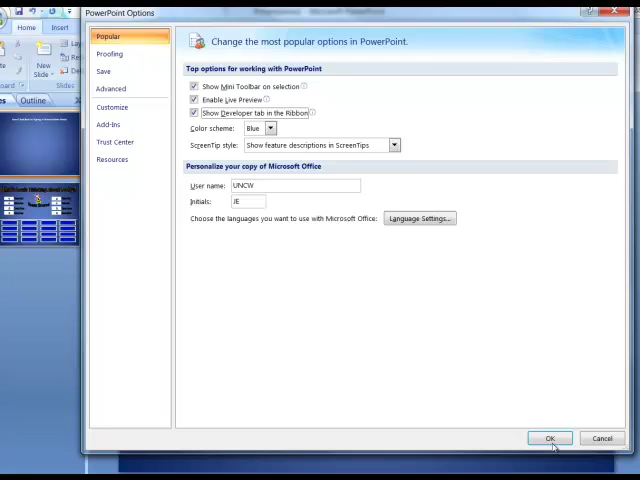 PowerPoint Options
Home
Insert
New
Slide
Slides
Outline
Popular
Proofing
Save
Advanced
Customize
Add-Ins
Trust Center
Resources
Change the most popular options in PowerPoint.
Top options for working with PowerPoint
Show Mini Toolbar on selection
Enable Live Preview
Show Developer tab in the Ribbon
Color scheme: Blue
ScreenTip style: Show feature descriptions in ScreenTips
Personalize your copy of Microsoft Office
User name: UNCW
Initials: JE
Choose the languages you want to use with Microsoft Office: Language Settings...
OK Cancel